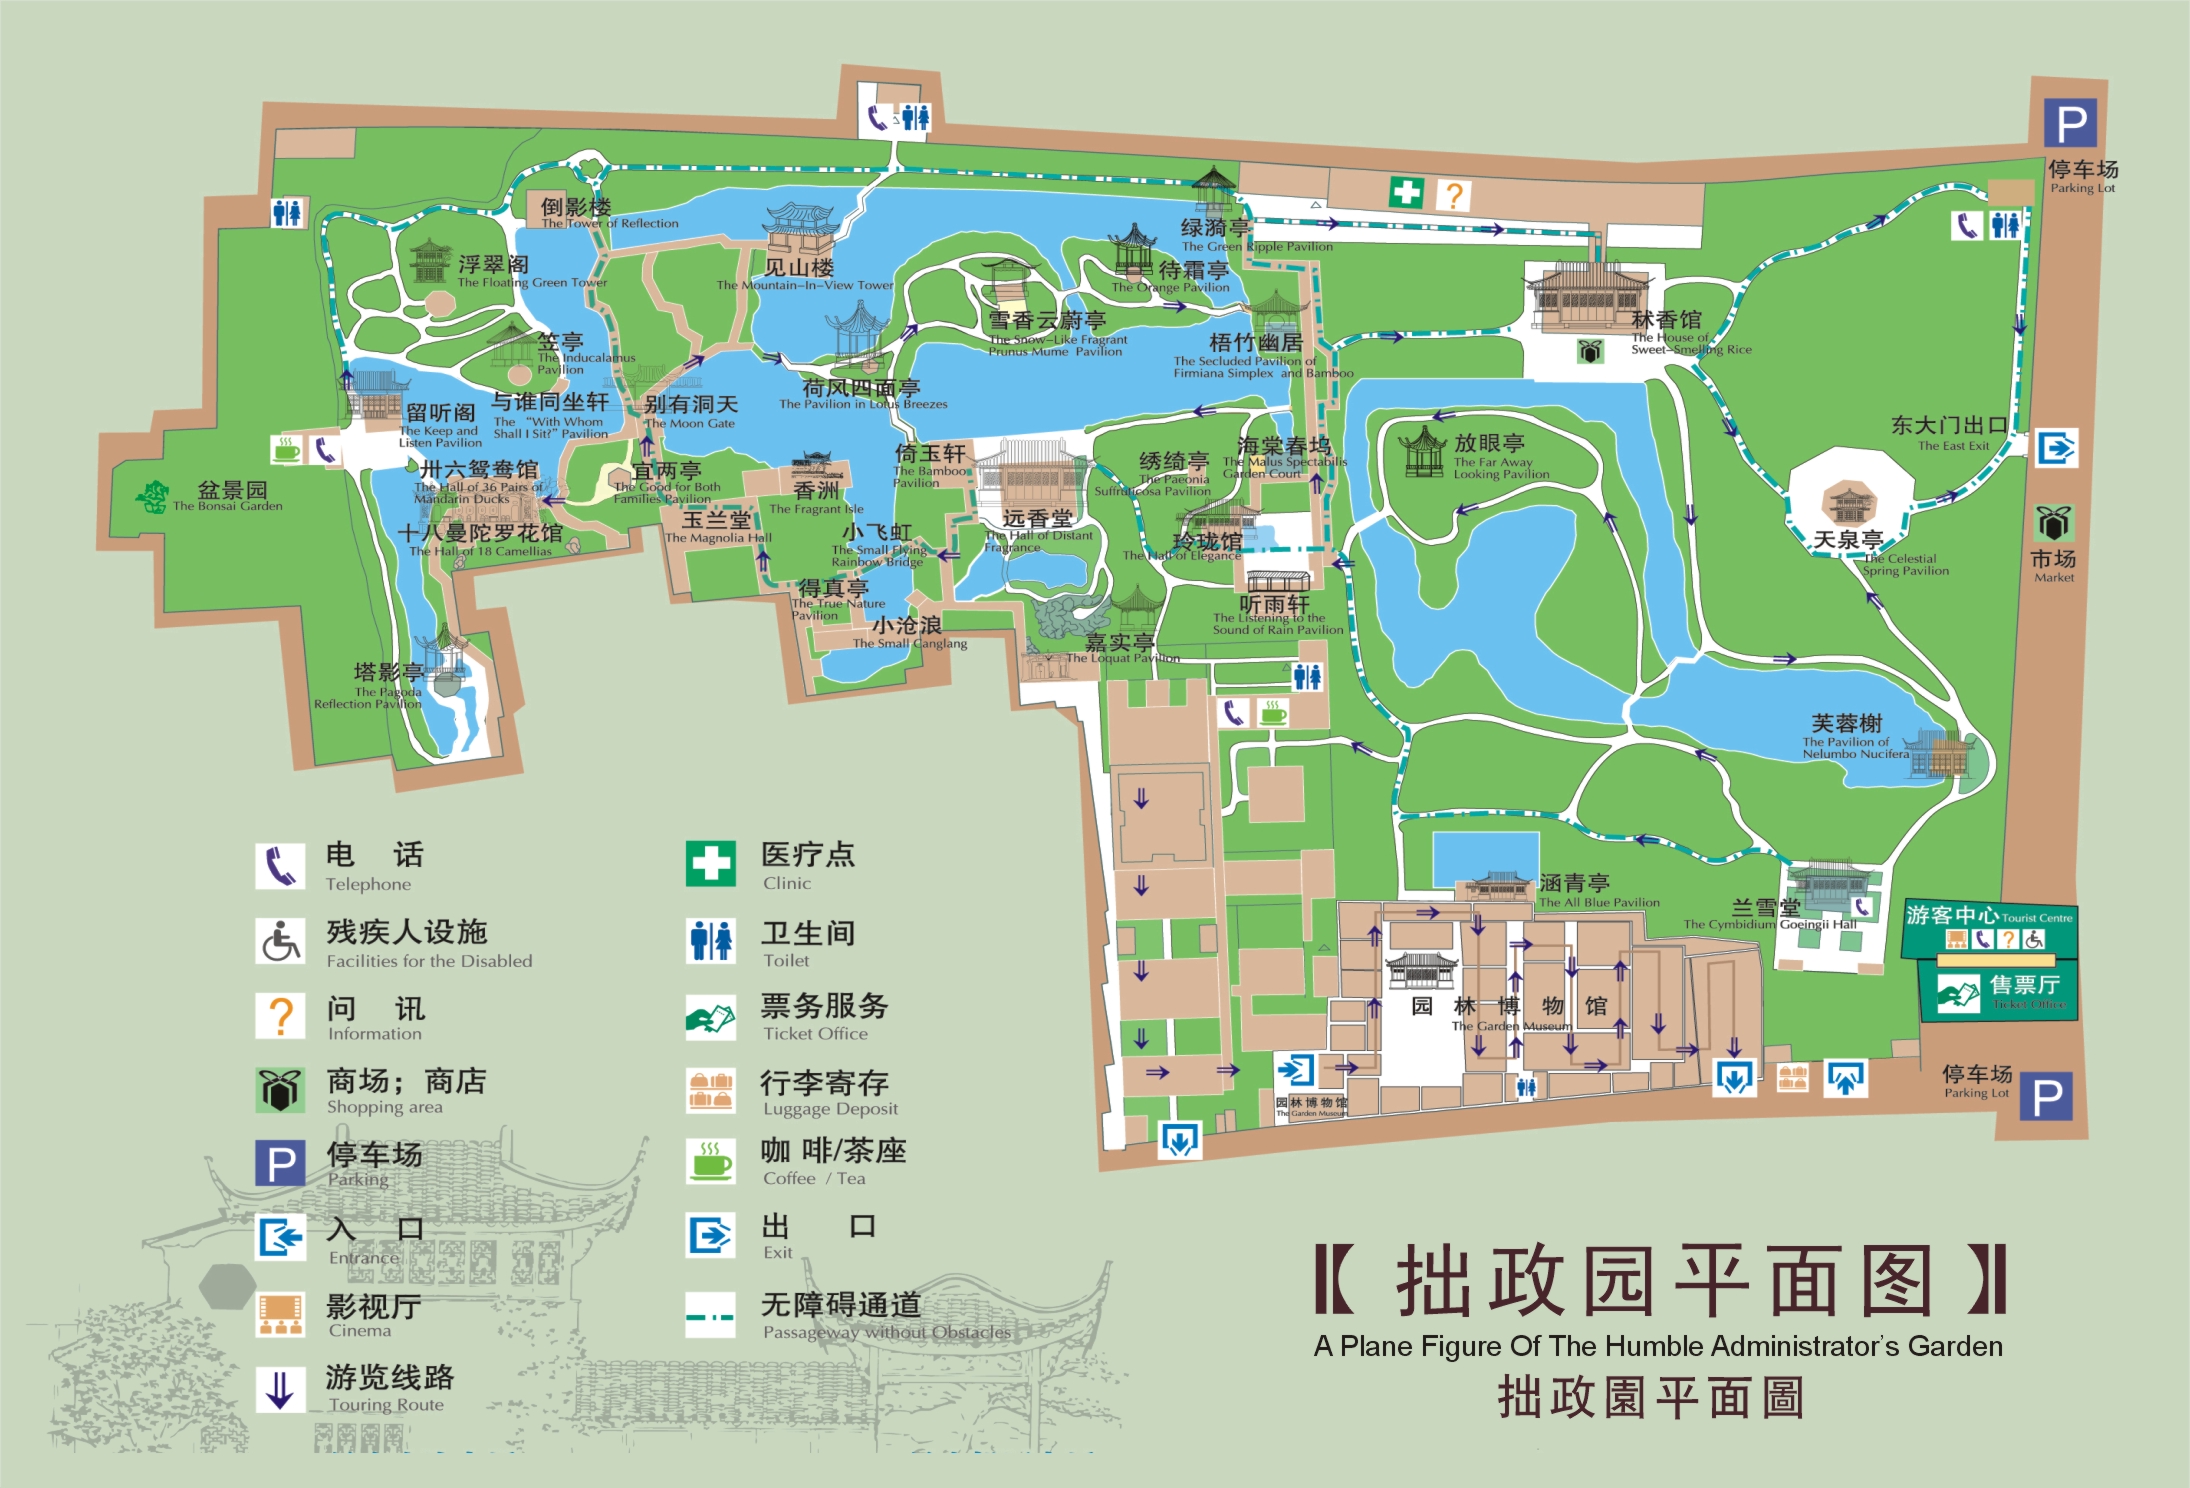 停车场
Parking Lot
倒影楼
The Tower of Reflection
绿漪亭
The Green Ripple Pavilion
浮翠阁
The Floating Green Tower
见山楼
The Mountain-In-View Tower
待霜亭
The Orange Pavilion
雪香云蔚亭
The Snow-Like Fragrant
Prunus Mume Pavilion
秫香馆
The House of
Sweet-Smelling Rice
笠亭
The Inducalamus
Pavilion
梧竹幽居
The Secluded Pavilion of
Firmiana Simplex and Bamboo
荷风四面亭
The Pavilion in Lotus Breezes
留听阁
The Keep and
Listen Pavilion
与谁同坐轩
The "With Whom
Shall I Sit?" Pavilion
别有洞天
The Moon Gate
东大门出口
The East Exit
放眼亭
The Far Away
Looking Pavilion
海棠春坞
The Malus Spectabilis
Garden Court
倚玉轩
The Bamboo
Pavilion
绣绮亭
The Paeonia
Suffruticosa Pavilion
卅六鸳鸯馆
The Hall of 36 Pairs of
Mandarin Ducks
宜两亭
The Good for Both
Families Pavilion
香洲
The Fragrant Isle
盆景园
The Bonsai Garden
十八曼陀罗花馆
The Hall of 18 Camellias
玉兰堂
The Magnolia Hall
远香堂
The Hall of Distant
Fragrance
小飞虹
The Small Flying
Rainbow Bridge
玲珑馆
The Hall of Elegance
天泉亭
The Celestial
Spring Pavilion
市场
Market
得真亭
The True Nature
Pavilion
听雨轩
The Listening to the
Sound of Rain Pavilion
小沧浪
The Small Canglang
嘉实亭
The Loquat Pavilion
塔影亭
The Pagoda
Reflection Pavilion
芙蓉榭
The Pavilion of
Nelumbo Nucifera
涵青亭
The All Blue Pavilion
兰雪堂
The Cymbidium Goeingii Hall
游客中心 Tourist Centre
售票厅
Ticket Office
园林博物馆
The Garden Museum
园林博物馆
The Garden Museum
停车场
Parking Lot
P
P
电 话
Telephone
残疾人设施
Facilities for the Disabled
问 讯
Information
商场；商店
Shopping area
P
停车场
Parking
入 口
Entrance
影视厅
Cinema
游览线路
Touring Route
医疗点
Clinic
卫生间
Toilet
票务服务
Ticket Office
行李寄存
Luggage Deposit
咖 啡/茶座
Coffee / Tea
出 口
Exit
无障碍通道
Passageway without Obstacles
【拙政园平面图】
A Plane Figure Of The Humble Administrator's Garden
拙政園平面圖